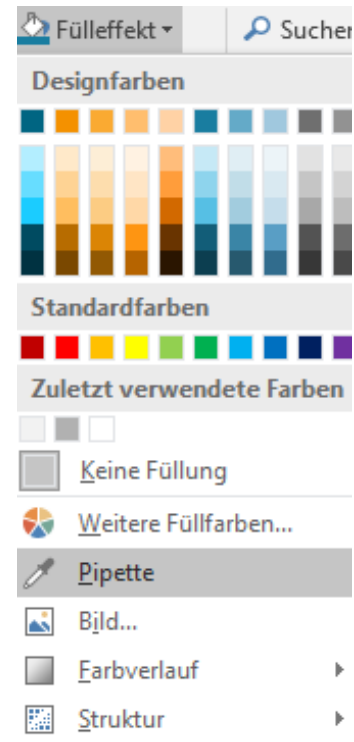 Fülleffekt Suchen
Designfarben
Standardfarben
Zuletzt verwendete Farben
Keine Füllung
Weitere Füllfarben...
Pipette
Bild...
Farbverlauf
Struktur